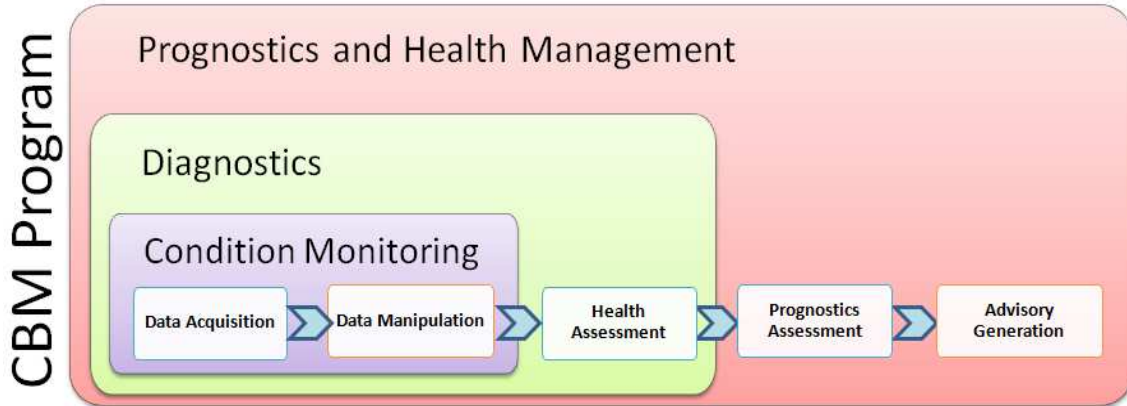 CBM Program
Prognostics and Health Management
Diagnostics
Condition Monitoring
Data Acquisition
Data Manipulation
Health
Assessment
Prognostics
Assessment
Advisory
Generation